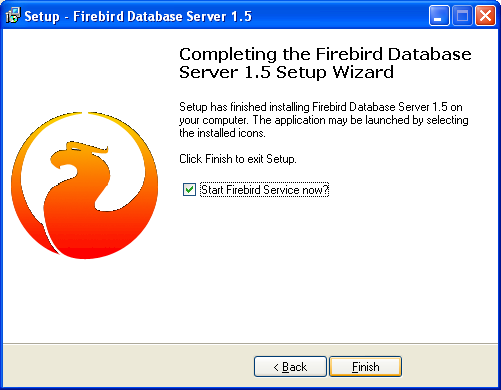 Setup - Firebird Database Server 1.5
Completing the Firebird Database
Server 1.5 Setup Wizard
Setup has finished installing Firebird Database Server 1.5 on
your computer. The application may be launched by selecting
the installed icons.
Click Finish to exit Setup.
Start Firebird Service now?
< Back
Finish